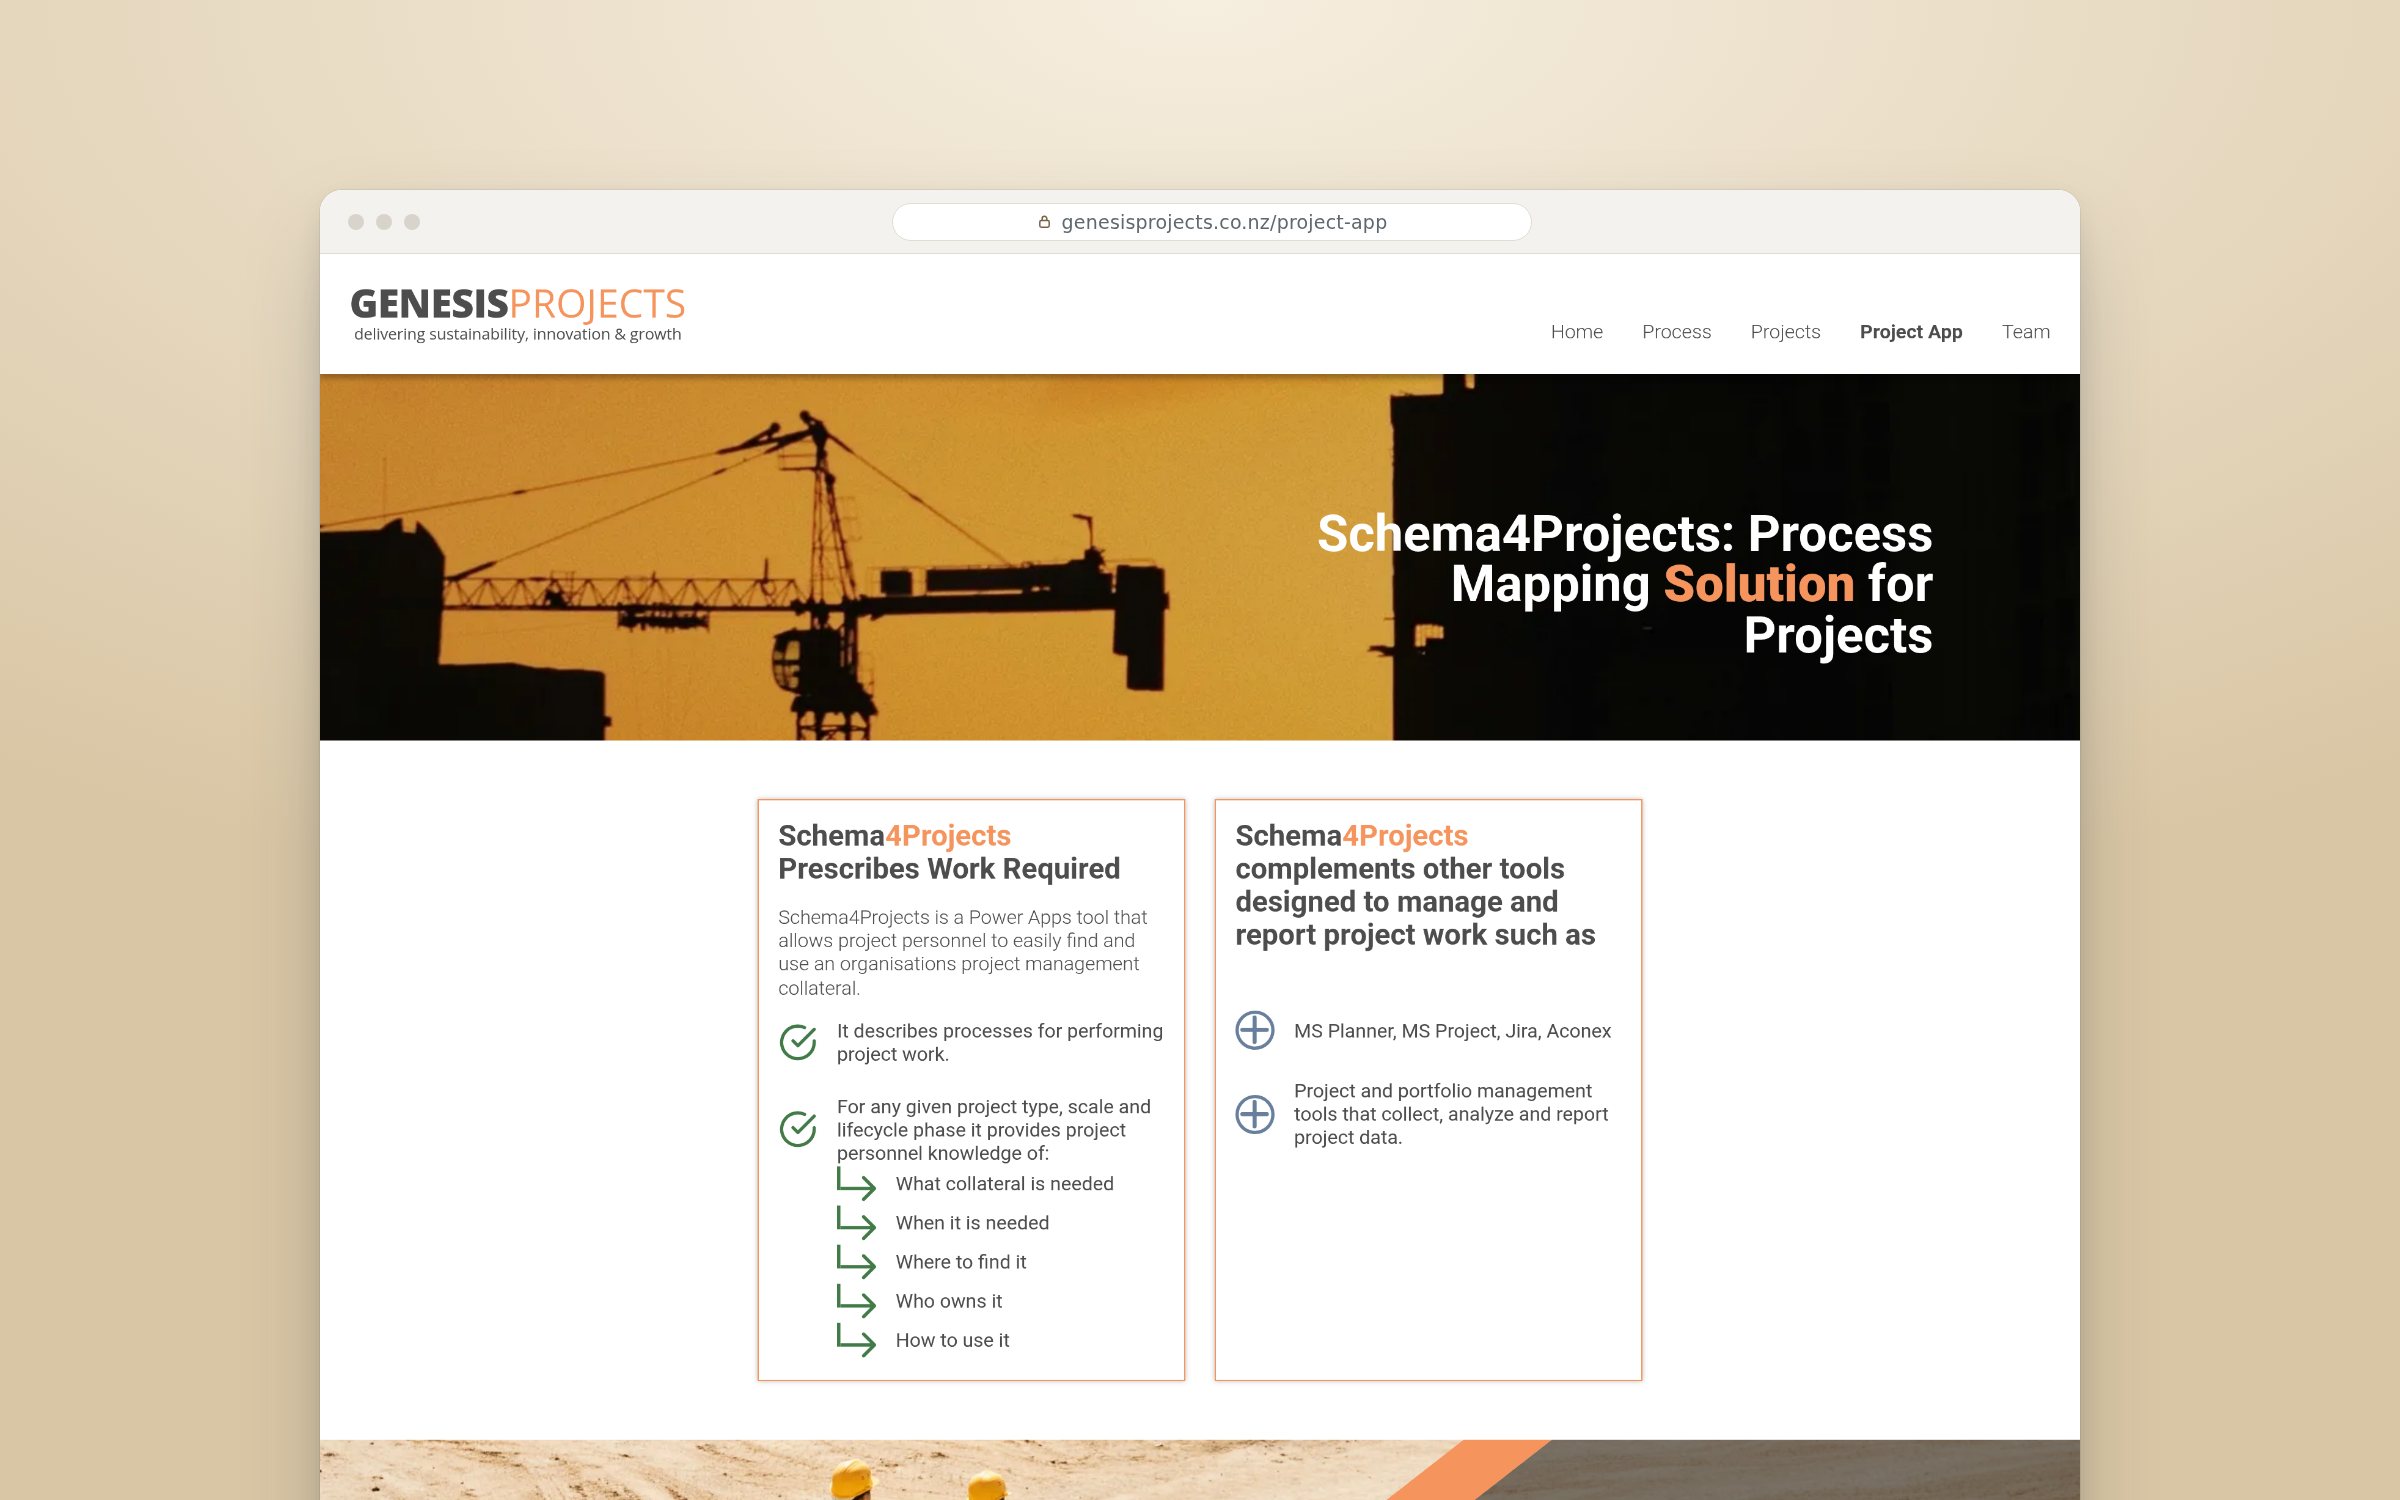 genesisprojects.co.nz/project-app
GENESISPROJECTS
delivering sustainability, innovation & growth
Home Process Projects Project App Team
Schema4Projects: Process
Mapping Solution for
Projects
Schema4Projects
Prescribes Work Required
Schema4Projects is a Power Apps tool that
allows project personnel to easily find and
use an organisations project management
collateral.
It describes processes for performing
project work.
For any given project type, scale and
lifecycle phase it provides project
personnel knowledge of:
What collateral is needed
When it is needed
Where to find it
Who owns it
How to use it
Schema4Projects
complements other tools
designed to manage and
report project work such as
MS Planner, MS Project, Jira, Aconex
Project and portfolio management
tools that collect, analyze and report
project data.